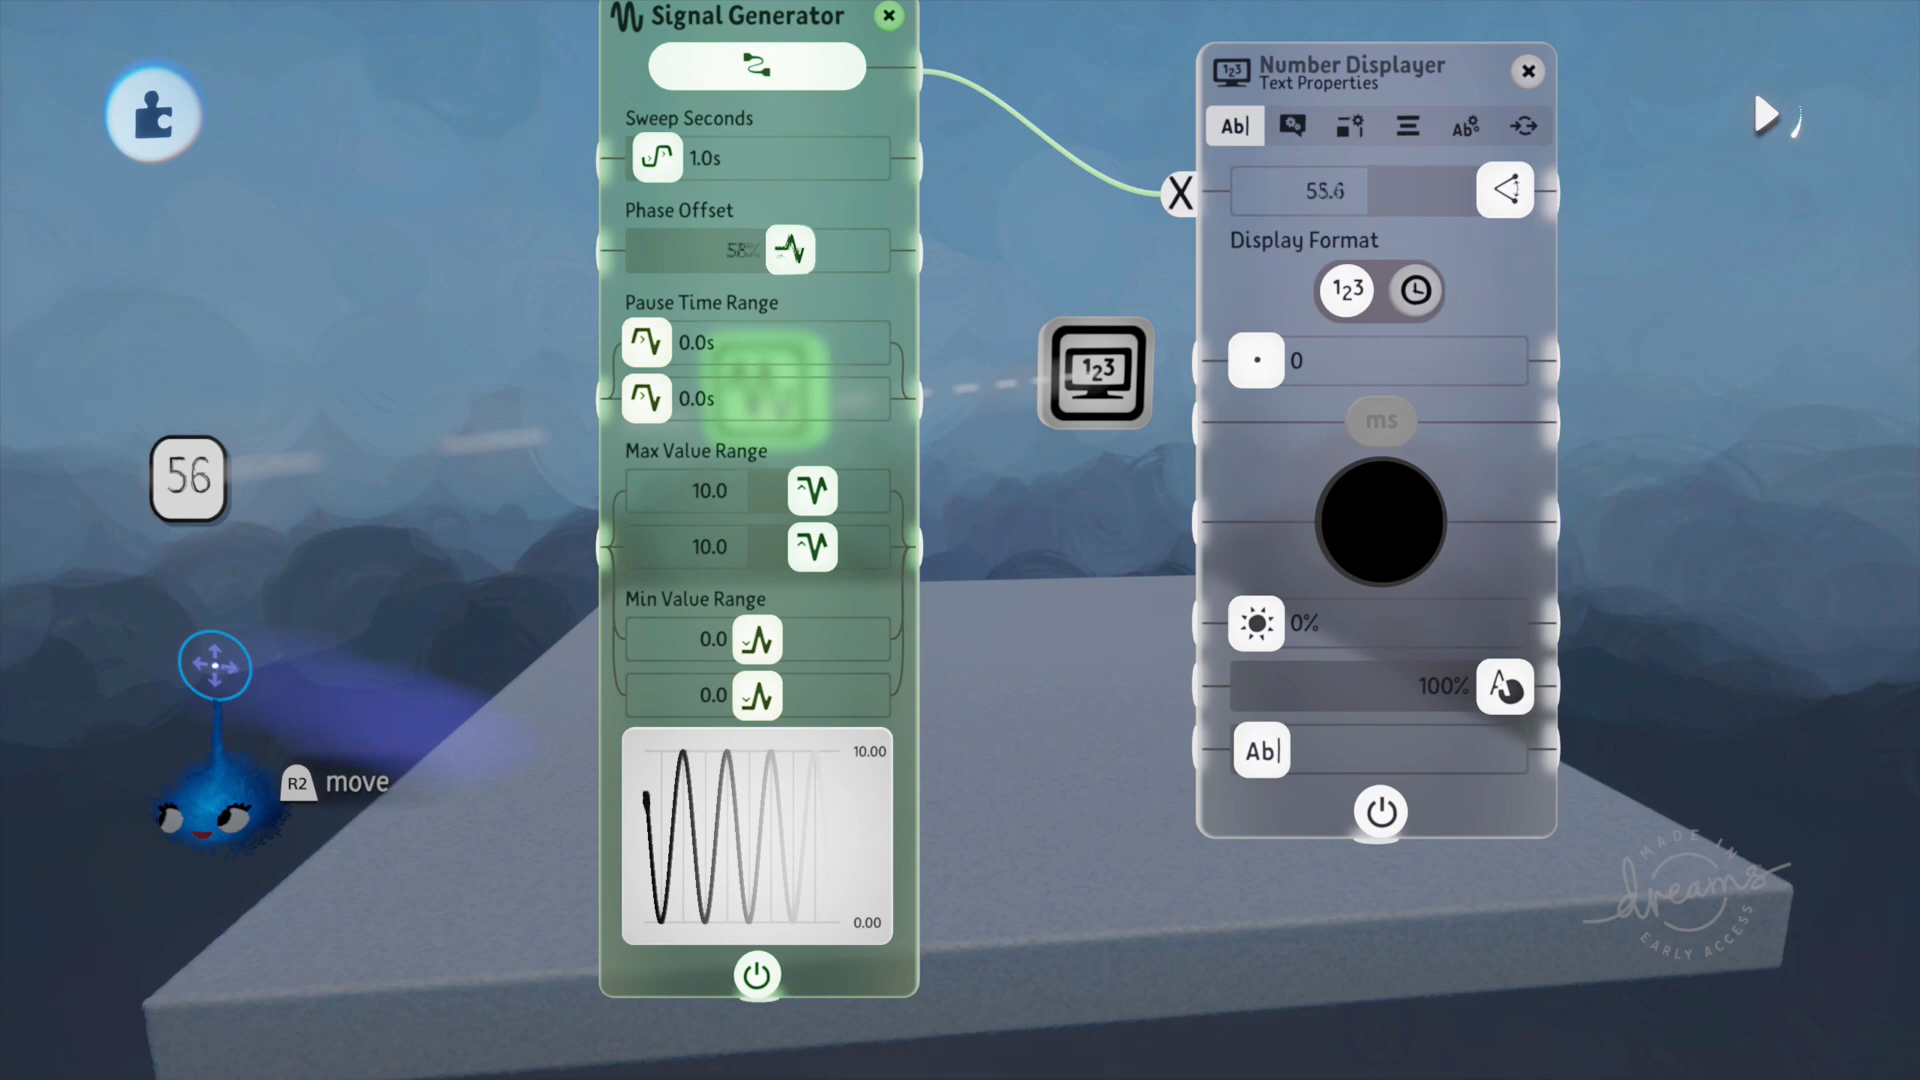 Signal Generator
Sweep Seconds
1.0s
Phase Offset
58%
Pause Time Range
0.0s
0.0s
Max Value Range
10.0
10.0
Min Value Range
0.0
0.0
10.00
0.00
Number Displayer
Text Properties
Ab|
Ab
X
55.6
Display Format
123
0
ms
0%
100%
A
Ab|
123
56
R2 move
MADE IN
dreams
EARLY ACCESS